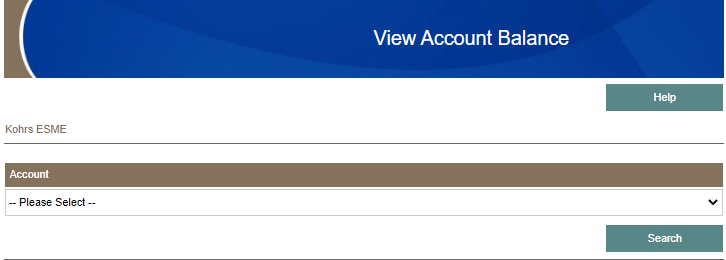 View Account Balance
Help
Kohrs ESME
Account
-- Please Select --
Search